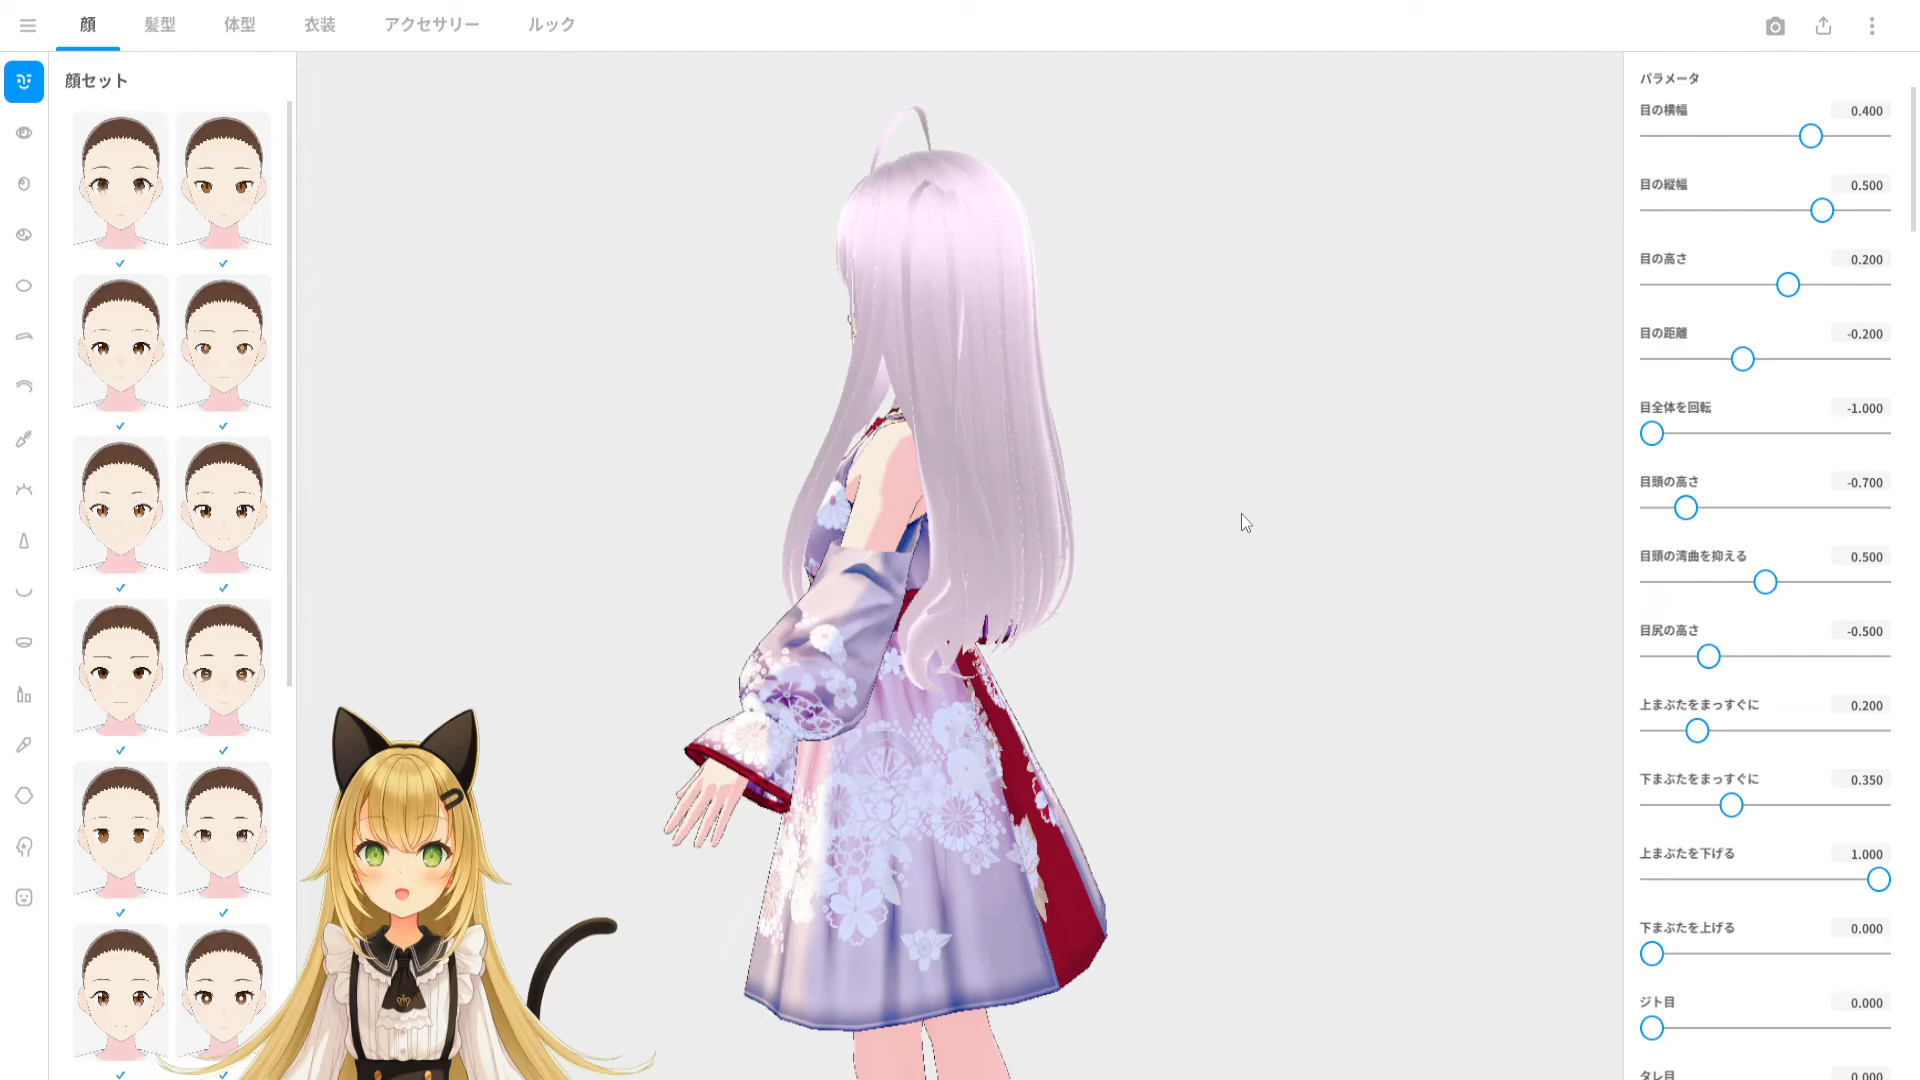 顔
髪型
体型
衣装
アクセサリー
ルック
顔セット
パラメータ
目の横幅
0.400
目の縦幅
0.500
目の高さ
0.200
目の距離
-0.200
目全体を回転
-1.000
目頭の高さ
-0.700
目頭の湾曲を抑える
0.500
目尻の高さ
-0.500
上まぶたをまっすぐに
0.200
下まぶたをまっすぐに
0.350
上まぶたを下げる
1.000
下まぶたを上げる
0.000
ジト目
0.000
タレ目
0.000